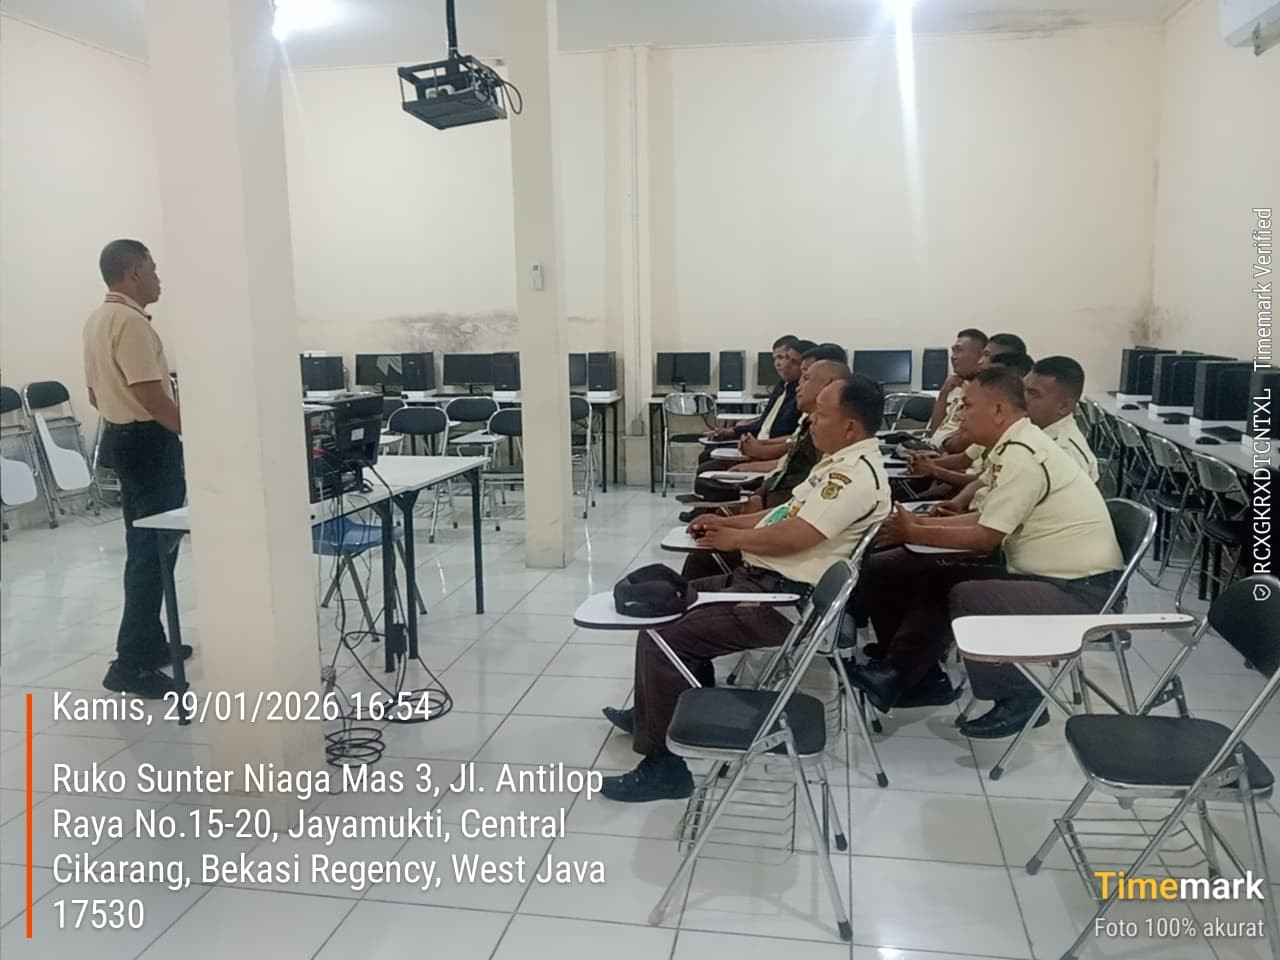 Kamis, 29/01/2026 16:54
Ruko Sunter Niaga Mas 3, Jl. Antilop
Raya No.15-20, Jayamukti, Central
Cikarang, Bekasi Regency, West Java
17530
Timemark
Foto 100% akurat
RCXGKRXDTCNTXL Timemark Verified